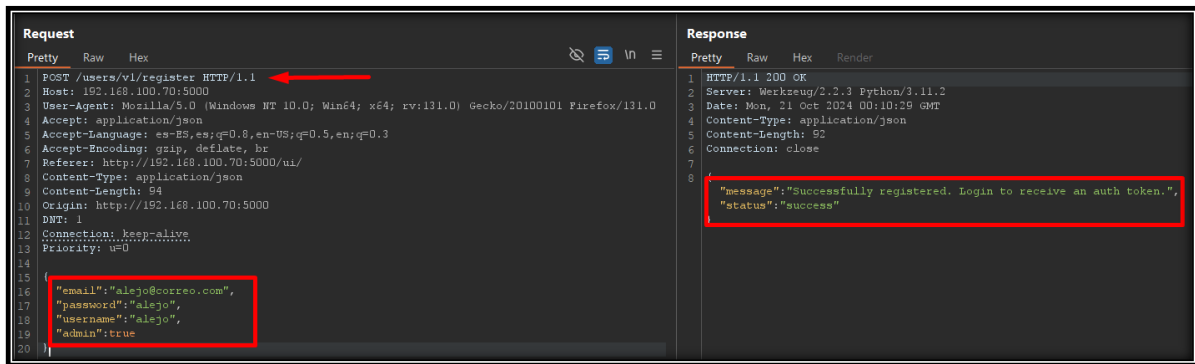 Request
Pretty Raw Hex
\n
1 POST /users/v1/register HTTP/1.1
2 Host: 192.168.100.70:5000
3 User-Agent: Mozilla/5.0 (Windows NT 10.0; Win64; x64; rv:131.0) Gecko/20100101 Firefox/131.0
4 Accept: application/json
5 Accept-Language: es-ES,es;q=0.8,en-US;q=0.5,en;q=0.3
6 Accept-Encoding: gzip, deflate, br
7 Referer: http://192.168.100.70:5000/ui/
8 Content-Type: application/json
9 Content-Length: 94
10 Origin: http://192.168.100.70:5000
11 DNT: 1
12 Connection: keep-alive
13 Priority: u=0
14
15 {
16 "email":"alejo@correo.com",
17 "password":"alejo",
18 "username":"alejo",
19 "admin":true
20 }
Response
Pretty Raw Hex Render
1 HTTP/1.1 200 OK
2 Server: Werkzeug/2.2.3 Python/3.11.2
3 Date: Mon, 21 Oct 2024 00:10:29 GMT
4 Content-Type: application/json
5 Content-Length: 92
6 Connection: close
7
8 {
"message":"Successfully registered. Login to receive an auth token.",
"status":"success"
}